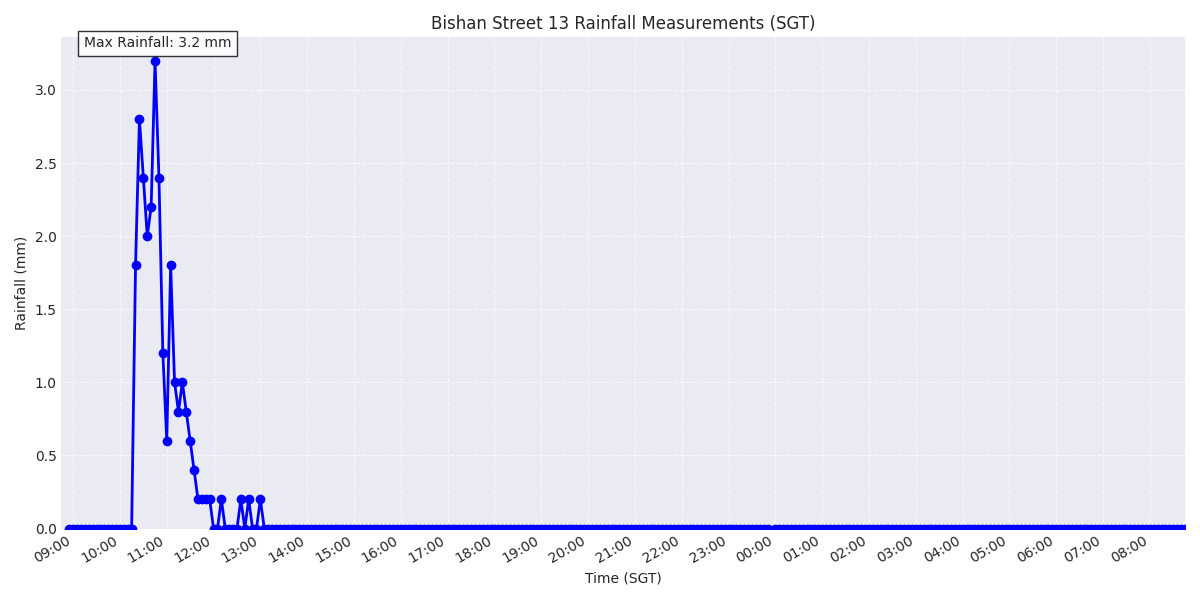 Bishan Street 13 Rainfall Measurements (SGT)
Max Rainfall: 3.2 mm
3.0
2.5
2.0
1.5
1.0
0.5
0.0
Rainfall (mm)
09:00 10:00 11:00 12:00 13:00 14:00 15:00 16:00 17:00 18:00 19:00 20:00 21:00 22:00 23:00 00:00 01:00 02:00 03:00 04:00 05:00 06:00 07:00 08:00
Time (SGT)